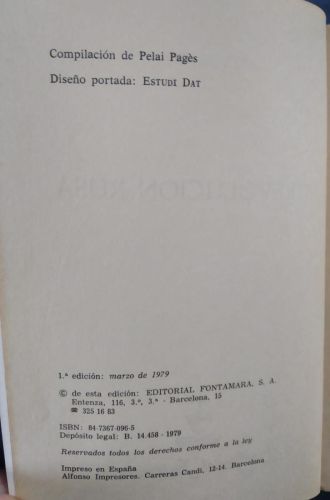 Compilación de Pelai Pagès
Diseño portada: ESTUDI DAT
1.ª edición: marzo de 1979
© de esta edición: EDITORIAL FONTAMARA, S. A.
Entenza, 116, 3.º, 3.ª - Barcelona, 15
☎ 325 16 83
ISBN: 84-7367-096-5
Depósito legal: B. 14.458 - 1979
Reservados todos los derechos conforme a la ley
Impreso en España
Alfonso Impresores. Carreras Candi, 12-14. Barcelona